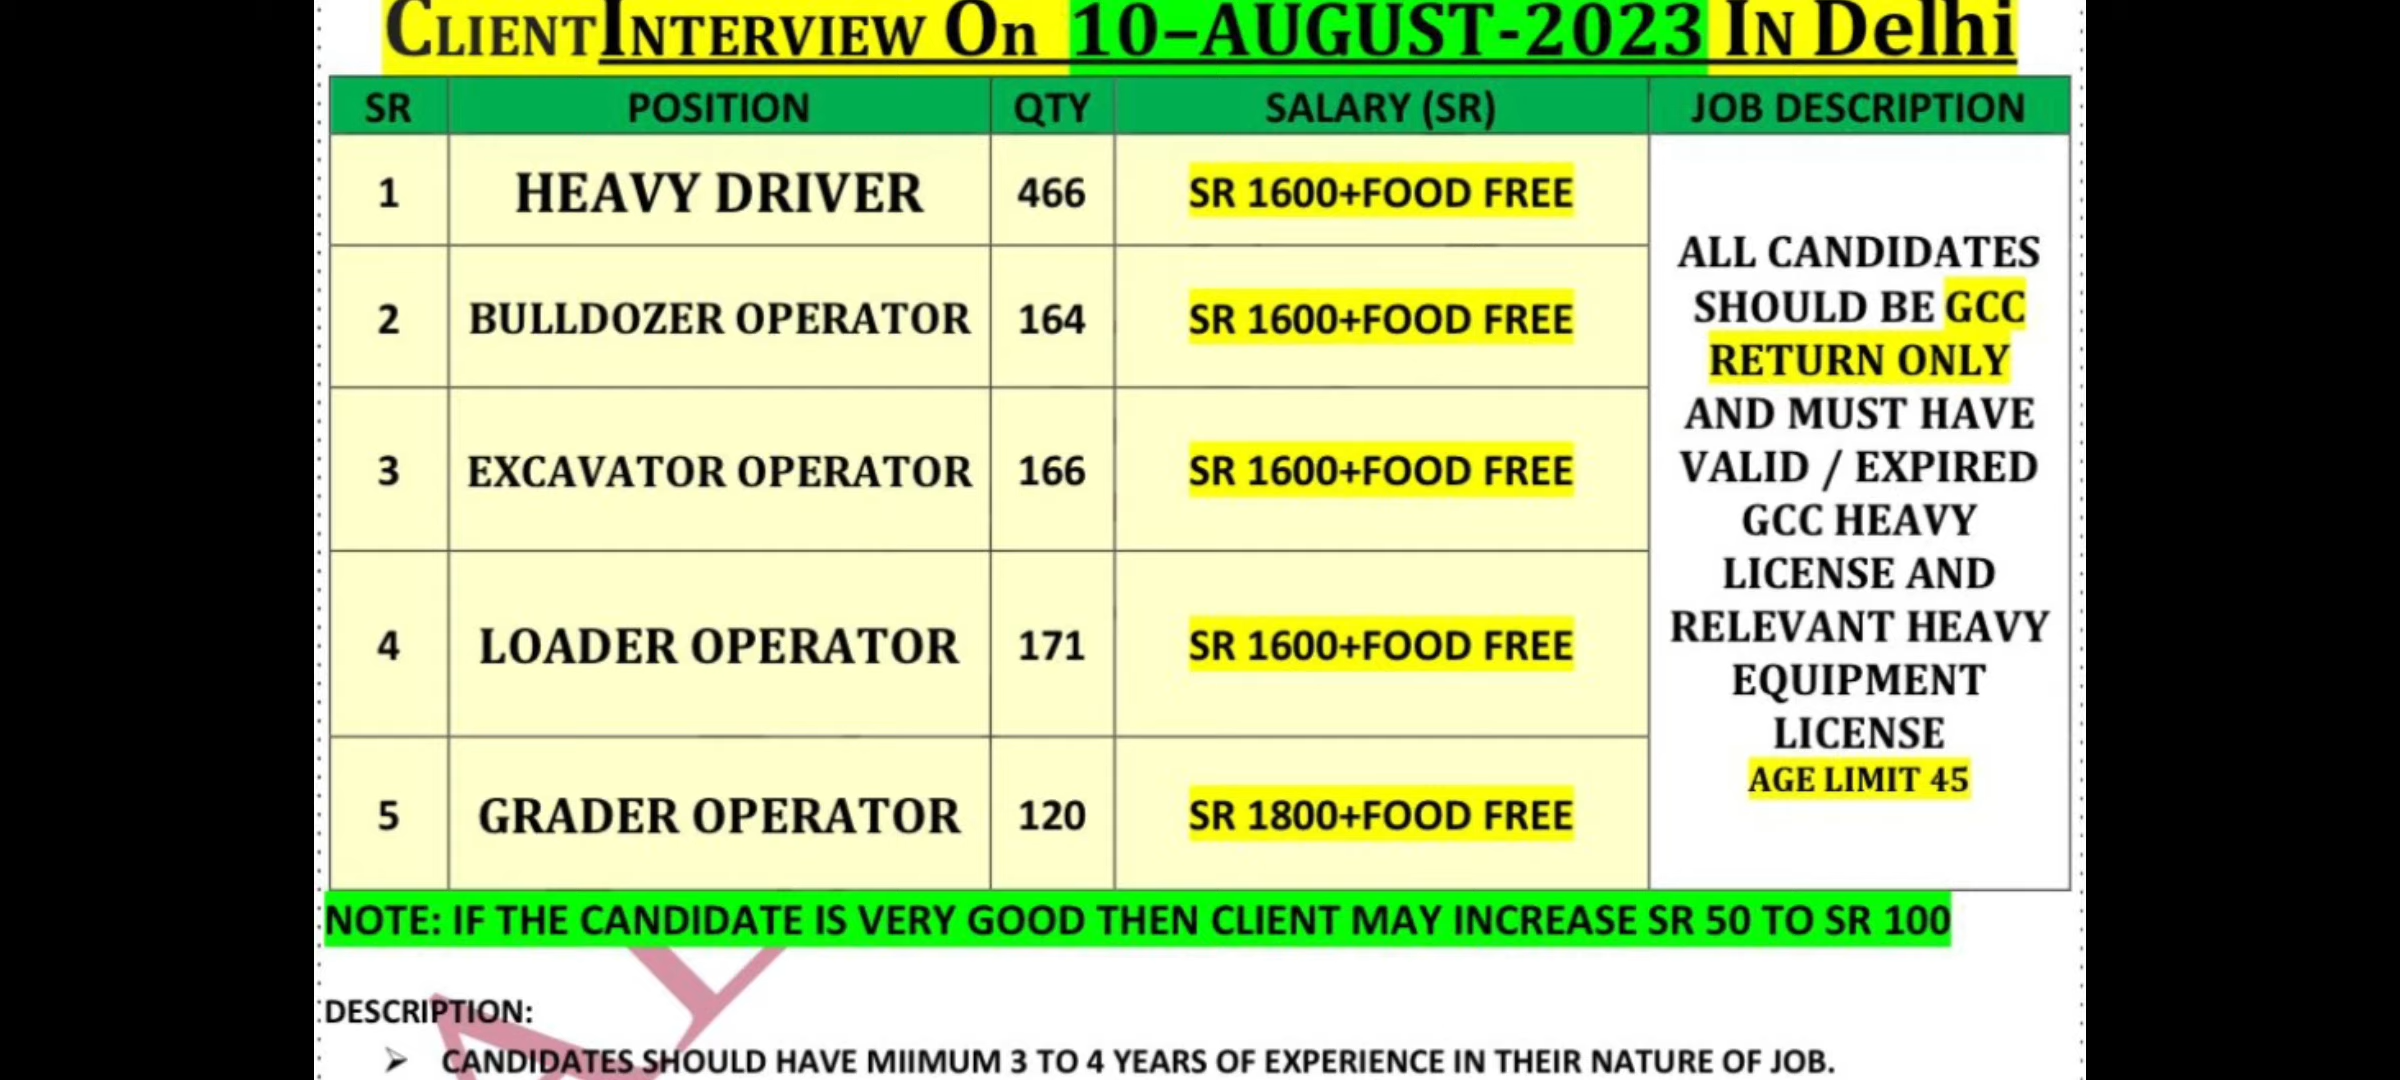 CLIENTINTERVIEW On 10–AUGUST-2023 IN Delhi
SR POSITION QTY SALARY (SR) JOB DESCRIPTION
1 HEAVY DRIVER 466 SR 1600+FOOD FREE
2 BULLDOZER OPERATOR 164 SR 1600+FOOD FREE
3 EXCAVATOR OPERATOR 166 SR 1600+FOOD FREE
4 LOADER OPERATOR 171 SR 1600+FOOD FREE
5 GRADER OPERATOR 120 SR 1800+FOOD FREE
ALL CANDIDATES
SHOULD BE GCC
RETURN ONLY
AND MUST HAVE
VALID / EXPIRED
GCC HEAVY
LICENSE AND
RELEVANT HEAVY
EQUIPMENT
LICENSE
AGE LIMIT 45
NOTE: IF THE CANDIDATE IS VERY GOOD THEN CLIENT MAY INCREASE SR 50 TO SR 100
DESCRIPTION:
➢ CANDIDATES SHOULD HAVE MIIMUM 3 TO 4 YEARS OF EXPERIENCE IN THEIR NATURE OF JOB.